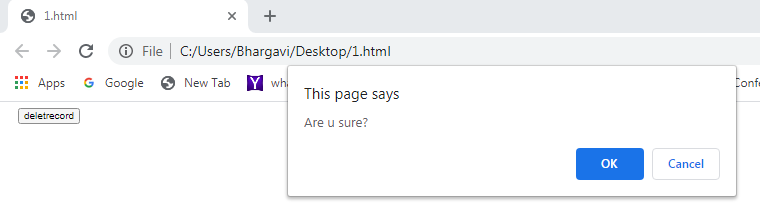 1.html
File | C:/Users/Bhargavi/Desktop/1.html
Apps Google New Tab wha Confe
This page says
deletrecord
Are u sure?
OK Cancel